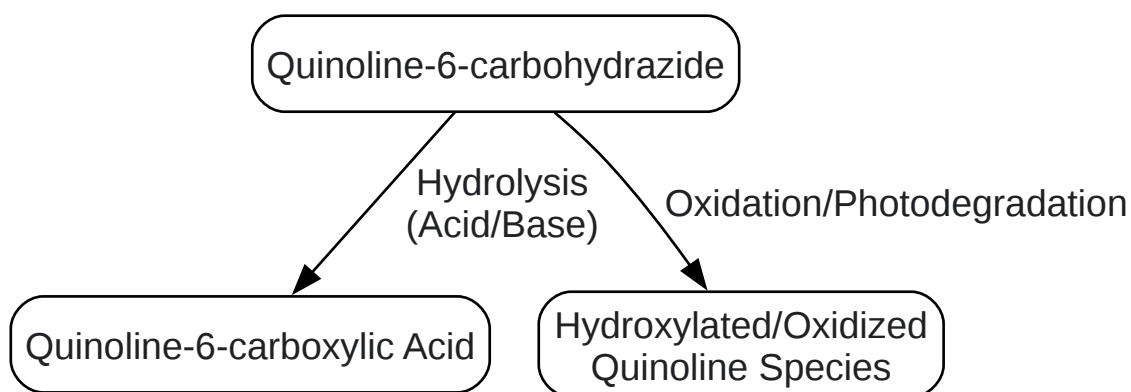 Quinoline-6-carbohydrazide
Hydrolysis
(Acid/Base)
Oxidation/Photodegradation
Quinoline-6-carboxylic Acid
Hydroxylated/Oxidized
Quinoline Species